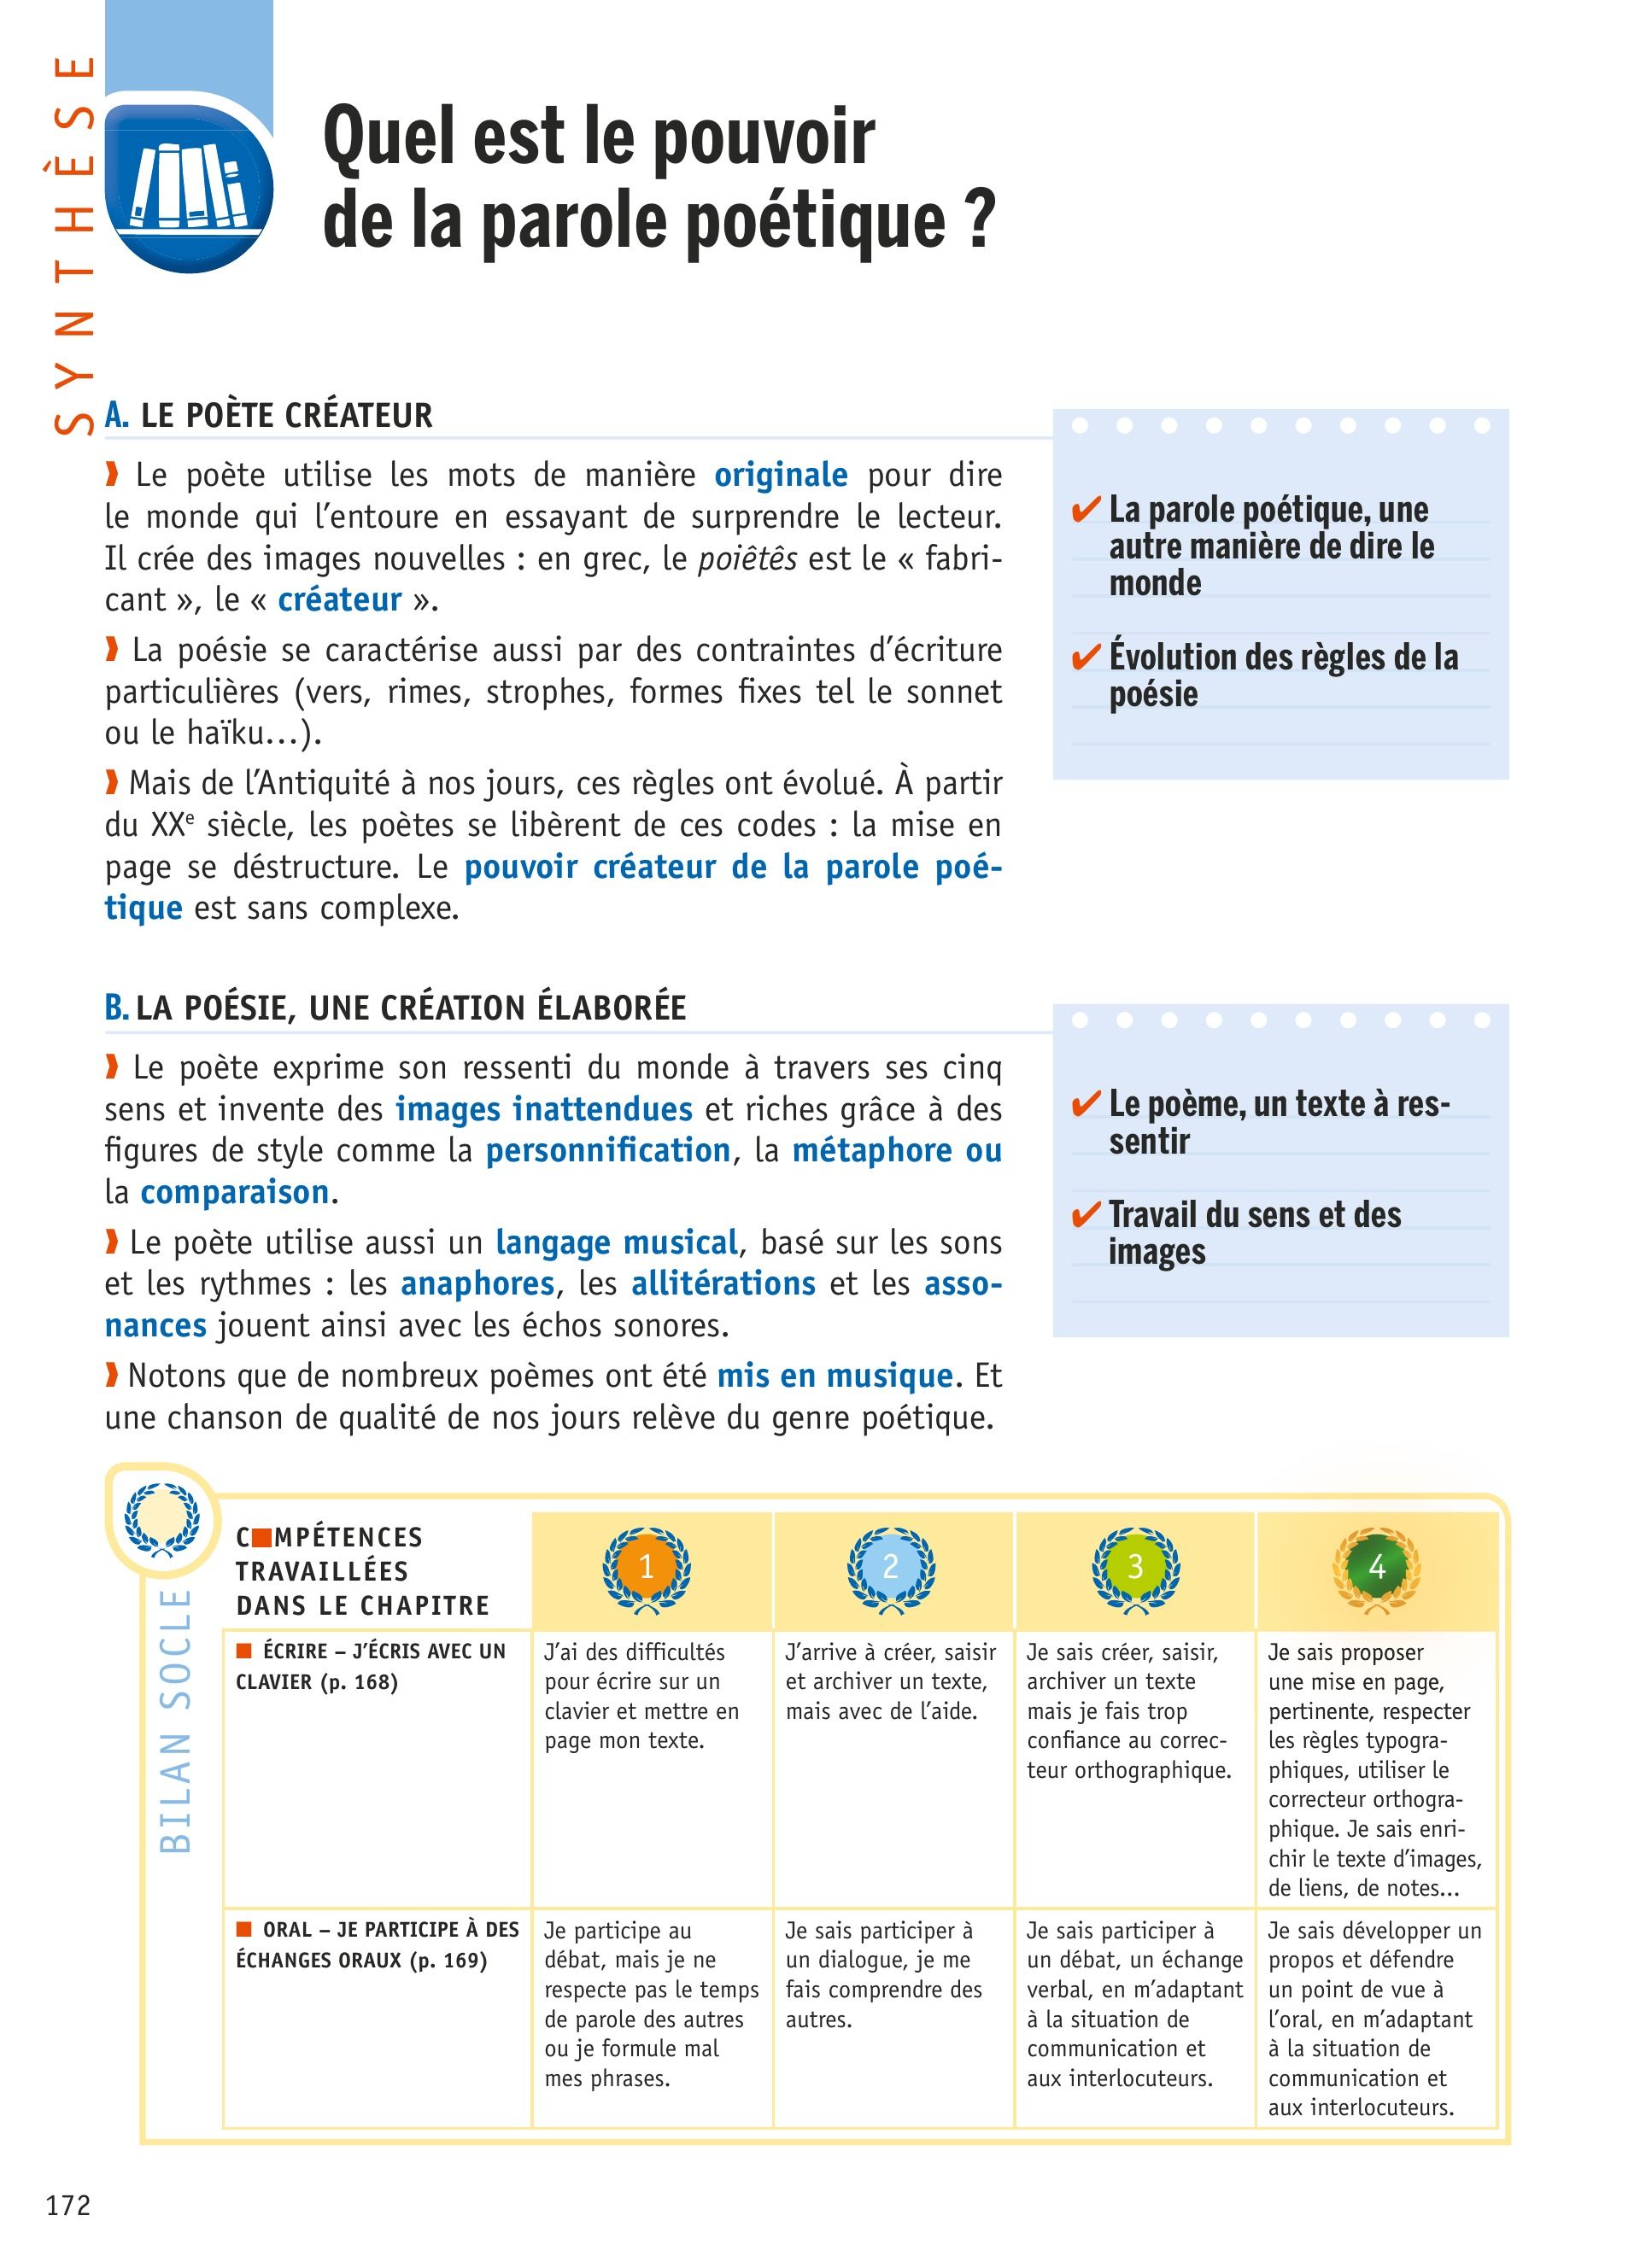 SYNTHÈSE
Quel est le pouvoir
de la parole poétique ?
A. LE POÈTE CRÉATEUR
❱ Le poète utilise les mots de manière originale pour dire
le monde qui l’entoure en essayant de surprendre le lecteur.
Il crée des images nouvelles : en grec, le poiêtês est le « fabri-
cant », le « créateur ».
❱ La poésie se caractérise aussi par des contraintes d’écriture
particulières (vers, rimes, strophes, formes fixes tel le sonnet
ou le haïku…).
❱ Mais de l’Antiquité à nos jours, ces règles ont évolué. À partir
du XXe siècle, les poètes se libèrent de ces codes : la mise en
page se déstructure. Le pouvoir créateur de la parole poé-
tique est sans complexe.
✔ La parole poétique, une
autre manière de dire le
monde
✔ Évolution des règles de la
poésie
B. LA POÉSIE, UNE CRÉATION ÉLABORÉE
❱ Le poète exprime son ressenti du monde à travers ses cinq
sens et invente des images inattendues et riches grâce à des
figures de style comme la personnification, la métaphore ou
la comparaison.
❱ Le poète utilise aussi un langage musical, basé sur les sons
et les rythmes : les anaphores, les allitérations et les asso-
nances jouent ainsi avec les échos sonores.
❱ Notons que de nombreux poèmes ont été mis en musique. Et
une chanson de qualité de nos jours relève du genre poétique.
✔ Le poème, un texte à res-
sentir
✔ Travail du sens et des
images
BILAN SOCLE
C■MPÉTENCES
TRAVAILLÉES
DANS LE CHAPITRE
1
2
3
4
■ ÉCRIRE – J’ÉCRIS AVEC UN
CLAVIER (p. 168)
J’ai des difficultés
pour écrire sur un
clavier et mettre en
page mon texte.
J’arrive à créer, saisir
et archiver un texte,
mais avec de l’aide.
Je sais créer, saisir,
archiver un texte
mais je fais trop
confiance au correc-
teur orthographique.
Je sais proposer
une mise en page,
pertinente, respecter
les règles typogra-
phiques, utiliser le
correcteur orthogra-
phique. Je sais enri-
chir le texte d’images,
de liens, de notes…
■ ORAL – JE PARTICIPE À DES
ÉCHANGES ORAUX (p. 169)
Je participe au
débat, mais je ne
respecte pas le temps
de parole des autres
ou je formule mal
mes phrases.
Je sais participer à
un dialogue, je me
fais comprendre des
autres.
Je sais participer à
un débat, un échange
verbal, en m’adaptant
à la situation de
communication et
aux interlocuteurs.
Je sais développer un
propos et défendre
un point de vue à
l’oral, en m’adaptant
à la situation de
communication et
aux interlocuteurs.
172